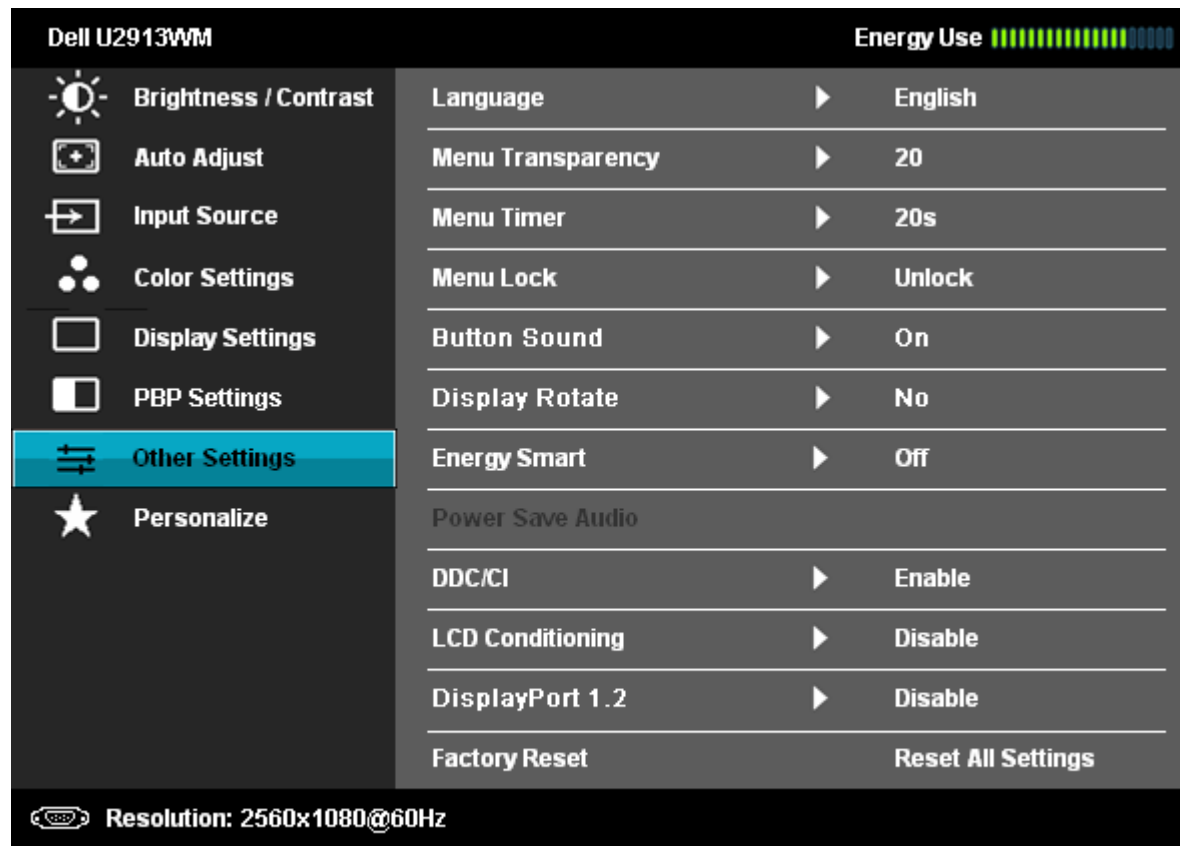 Dell U2913WM
Energy Use
Brightness / Contrast
Auto Adjust
Input Source
Color Settings
Display Settings
PBP Settings
Other Settings
Personalize
Language English
Menu Transparency 20
Menu Timer 20s
Menu Lock Unlock
Button Sound On
Display Rotate No
Energy Smart Off
Power Save Audio
DDC/CI Enable
LCD Conditioning Disable
DisplayPort 1.2 Disable
Factory Reset Reset All Settings
Resolution: 2560x1080@60Hz